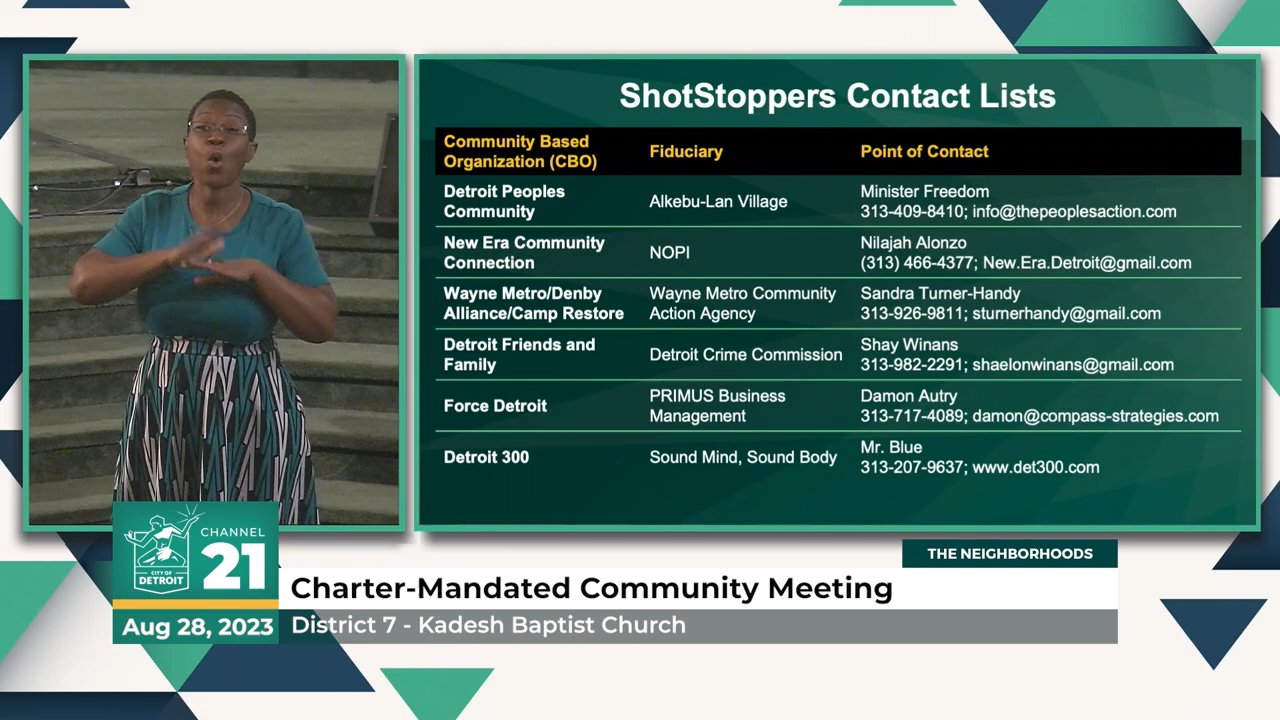 ShotStoppers Contact Lists
Community Based
Organization (CBO)
Fiduciary
Point of Contact
Detroit Peoples
Community
Alkebu-Lan Village
Minister Freedom
313-409-8410; info@thepeoplesaction.com
New Era Community
Connection
NOPI
Nilajah Alonzo
(313) 466-4377; New.Era.Detroit@gmail.com
Wayne Metro/Denby
Alliance/Camp Restore
Wayne Metro Community
Action Agency
Sandra Turner-Handy
313-926-9811; sturnerhandy@gmail.com
Detroit Friends and
Family
Detroit Crime Commission
Shay Winans
313-982-2291; shaelonwinans@gmail.com
Force Detroit
PRIMUS Business
Management
Damon Autry
313-717-4089; damon@compass-strategies.com
Detroit 300
Sound Mind, Sound Body
Mr. Blue
313-207-9637; www.det300.com
CITY OF
DETROIT
CHANNEL
21
THE NEIGHBORHOODS
Charter-Mandated Community Meeting
Aug 28, 2023
District 7 - Kadesh Baptist Church